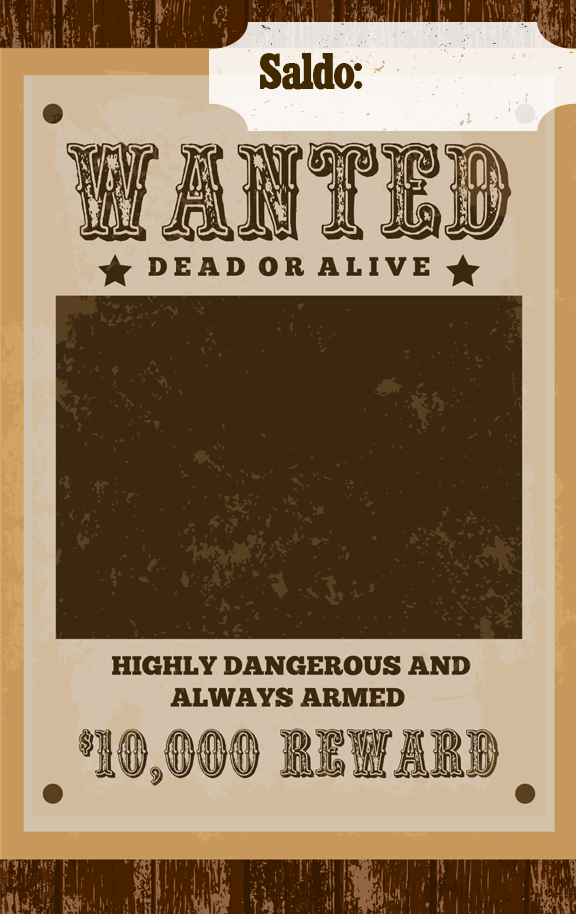 Saldo:
WANTED
DEAD OR ALIVE
HIGHLY DANGEROUS AND
ALWAYS ARMED
$10,000 REWARD